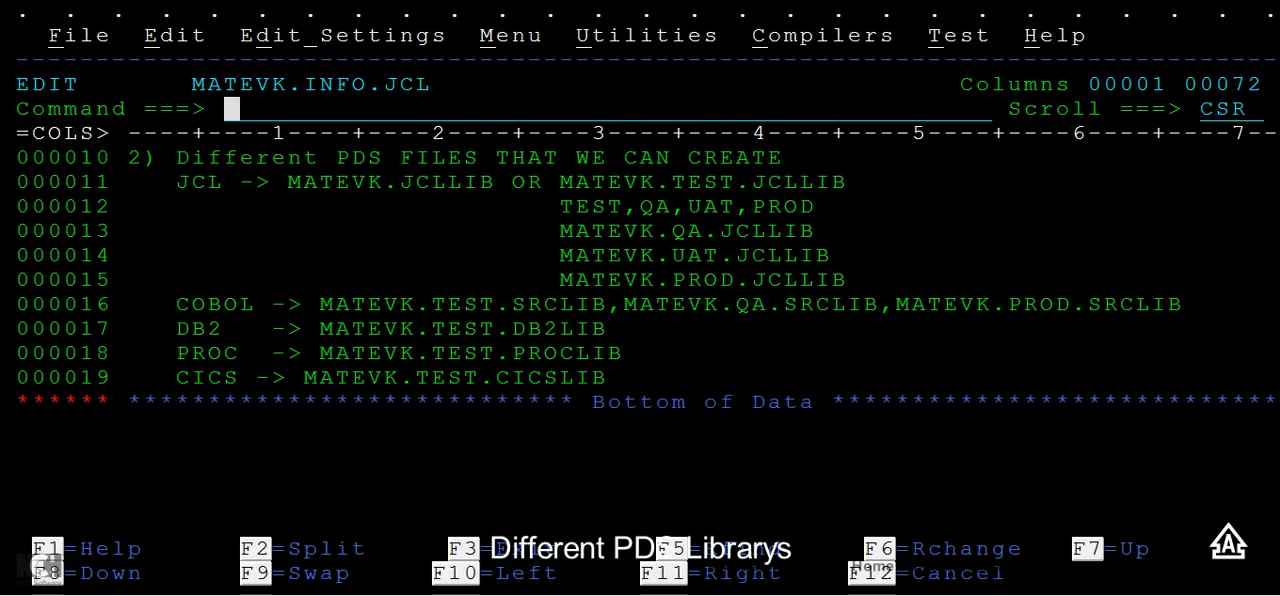 File Edit Edit_Settings Menu Utilities Compilers Test Help
EDIT MATEVK.INFO.JCL Columns 00001 00072
Command ===> Scroll ===> CSR
=COLS> ----+----1----+----2----+----3----+----4----+----5----+----6----+----7--
000010 2) Different PDS FILES THAT WE CAN CREATE
000011 JCL -> MATEVK.JCLLIB OR MATEVK.TEST.JCLLIB
000012 TEST,QA,UAT,PROD
000013 MATEVK.QA.JCLLIB
000014 MATEVK.UAT.JCLLIB
000015 MATEVK.PROD.JCLLIB
000016 COBOL -> MATEVK.TEST.SRCLIB,MATEVK.QA.SRCLIB,MATEVK.PROD.SRCLIB
000017 DB2 -> MATEVK.TEST.DB2LIB
000018 PROC -> MATEVK.TEST.PROCLIB
000019 CICS -> MATEVK.TEST.CICSLIB
****** **************************** Bottom of Data ****************************
F1=Help F2=Split F3 F5 F6=Rchange F7=Up
Different PDS Librarys
F8=Down F9=Swap F10=Left F11=Right F12=Cancel
Home